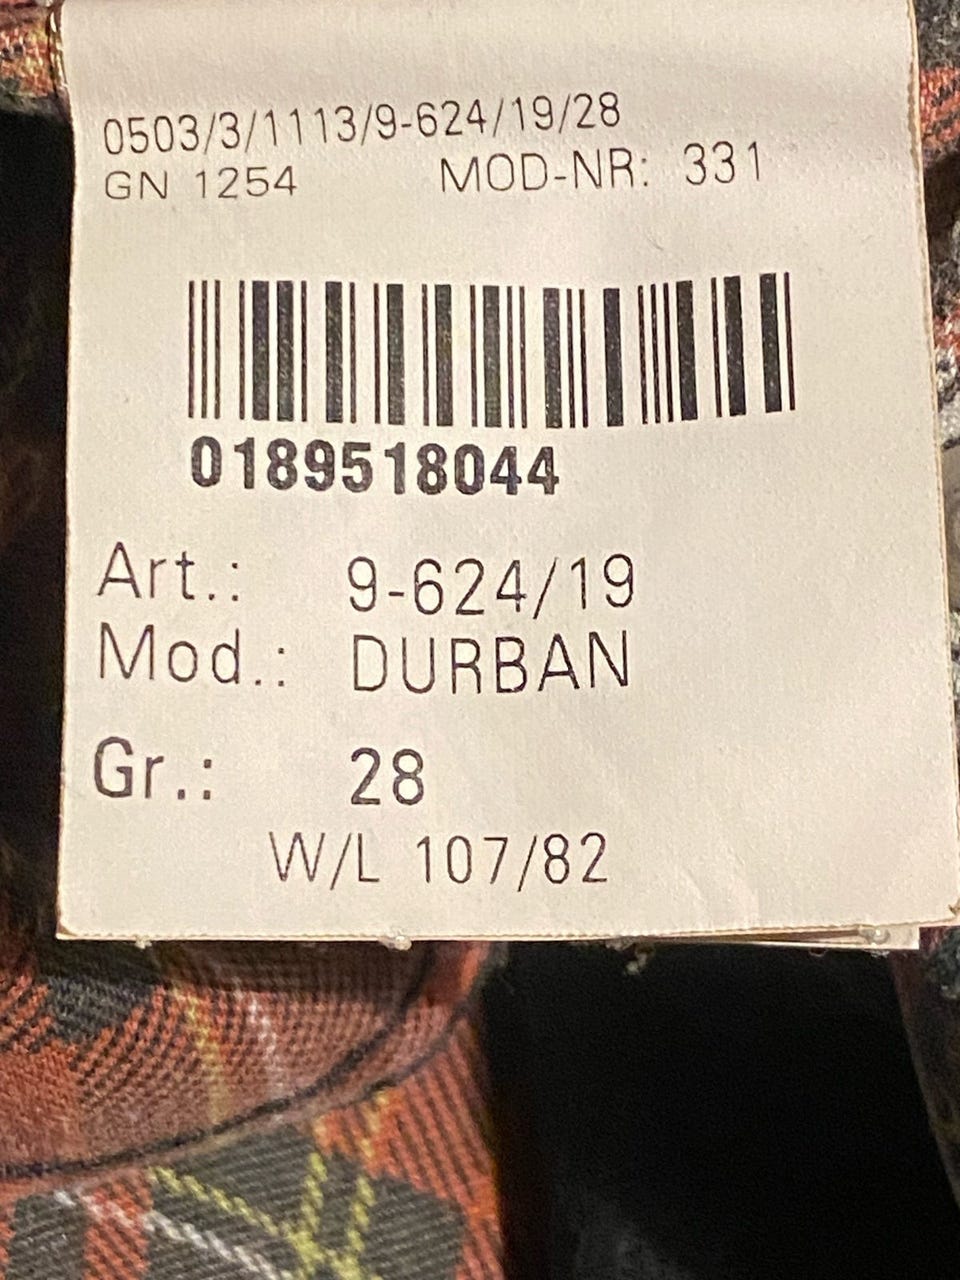 0503/3/1113/9-624/19/28
GN 1254 MOD-NR: 331
0189518044
Art.: 9-624/19
Mod.: DURBAN
Gr.: 28
W/L 107/82